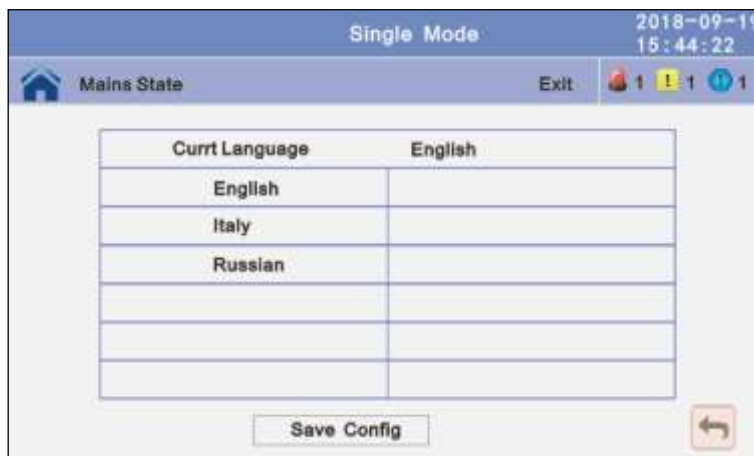 Single Mode
2018-09-19
15:44:22
Mains State
Exit
1
! 1
1
Currt Language English
English
Italy
Russian
Save Config